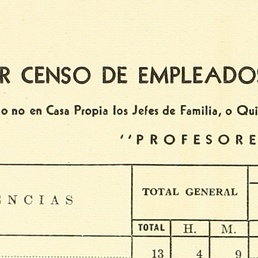 R CENSO DE EMPLEADOS
o no en Casa Propia los Jefes de Familia, o Qui
"PROFESORE
TOTAL GENERAL
NCIAS
TOTAL H. M.
13 4 9